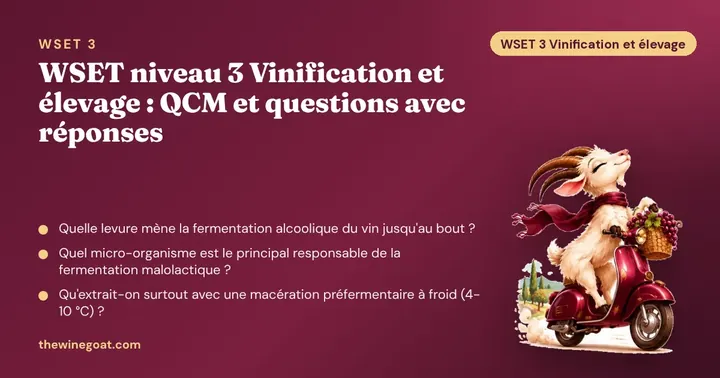 WSET 3
WSET 3 Vinification et élevage
WSET niveau 3 Vinification et
élevage : QCM et questions avec
réponses
Quelle levure mène la fermentation alcoolique du vin jusqu'au bout ?
Quel micro-organisme est le principal responsable de la
fermentation malolactique ?
Qu'extrait-on surtout avec une macération préfermentaire à froid (4-
10 °C) ?
thewinegoat.com